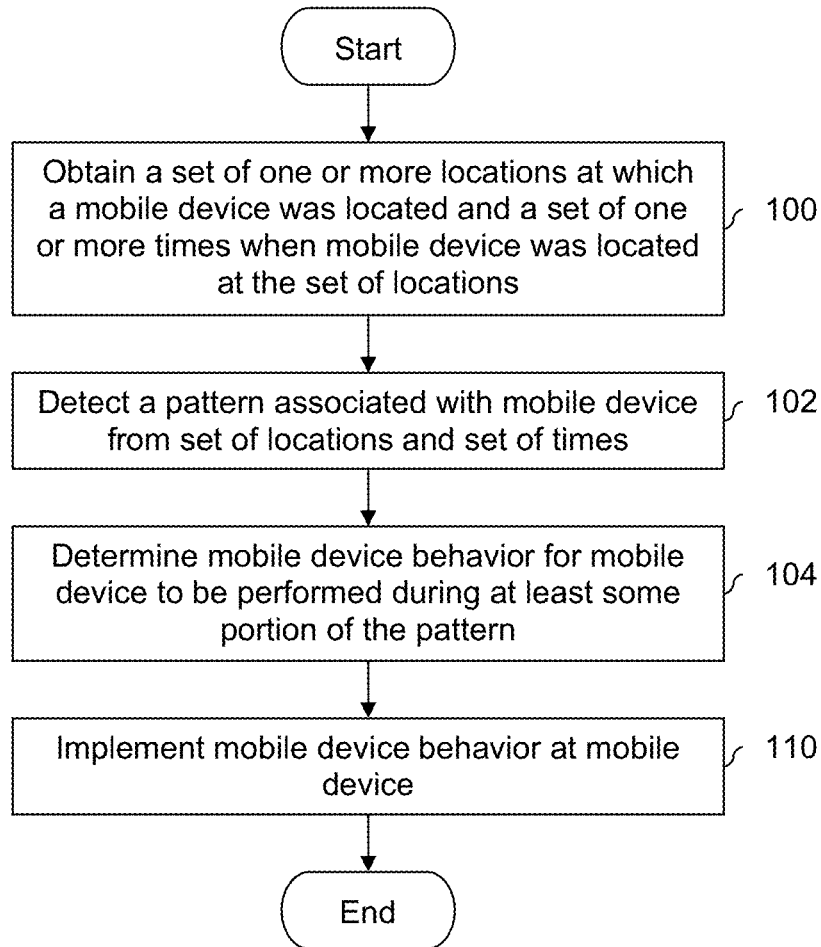 Start
Obtain a set of one or more locations at which
a mobile device was located and a set of one
or more times when mobile device was located
at the set of locations
100
Detect a pattern associated with mobile device
from set of locations and set of times
102
Determine mobile device behavior for mobile
device to be performed during at least some
portion of the pattern
104
Implement mobile device behavior at mobile
device
110
End